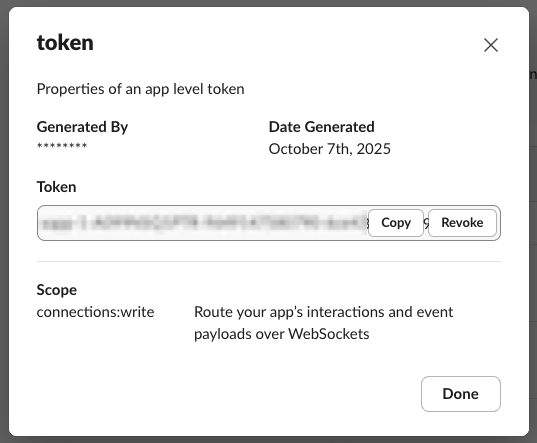 token
Properties of an app level token
Generated By
********
Date Generated
October 7th, 2025
Token
Copy
Revoke
Scope
connections:write
Route your app's interactions and event
payloads over WebSockets
Done